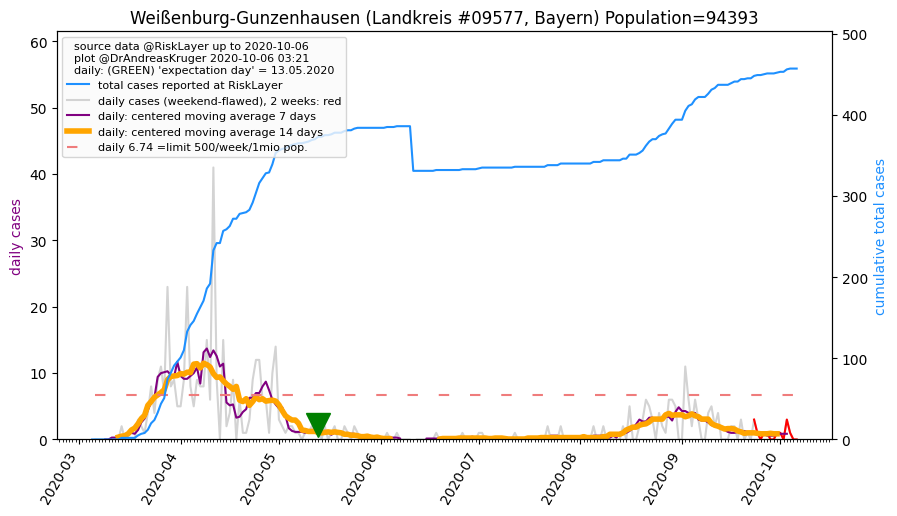 Weißenburg-Gunzenhausen (Landkreis #09577, Bayern) Population=94393
source data @RiskLayer up to 2020-10-06
plot @DrAndreasKruger 2020-10-06 03:21
daily: (GREEN) 'expectation day' = 13.05.2020
total cases reported at RiskLayer
daily cases (weekend-flawed), 2 weeks: red
daily: centered moving average 7 days
daily: centered moving average 14 days
daily 6.74 =limit 500/week/1mio pop.
daily cases
60
50
40
30
20
10
0
cumulative total cases
500
400
300
200
100
0
2020-03
2020-04
2020-05
2020-06
2020-07
2020-08
2020-09
2020-10